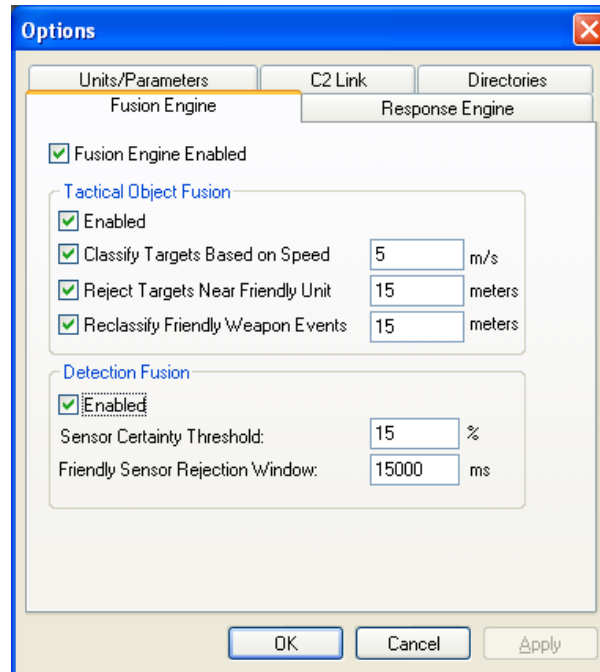 Options
Units/Parameters C2 Link Directories
Fusion Engine Response Engine
Fusion Engine Enabled
Tactical Object Fusion
Enabled
Classify Targets Based on Speed 5 m/s
Reject Targets Near Friendly Unit 15 meters
Reclassify Friendly Weapon Events 15 meters
Detection Fusion
Enabled
Sensor Certainty Threshold: 15 %
Friendly Sensor Rejection Window: 15000 ms
OK Cancel Apply